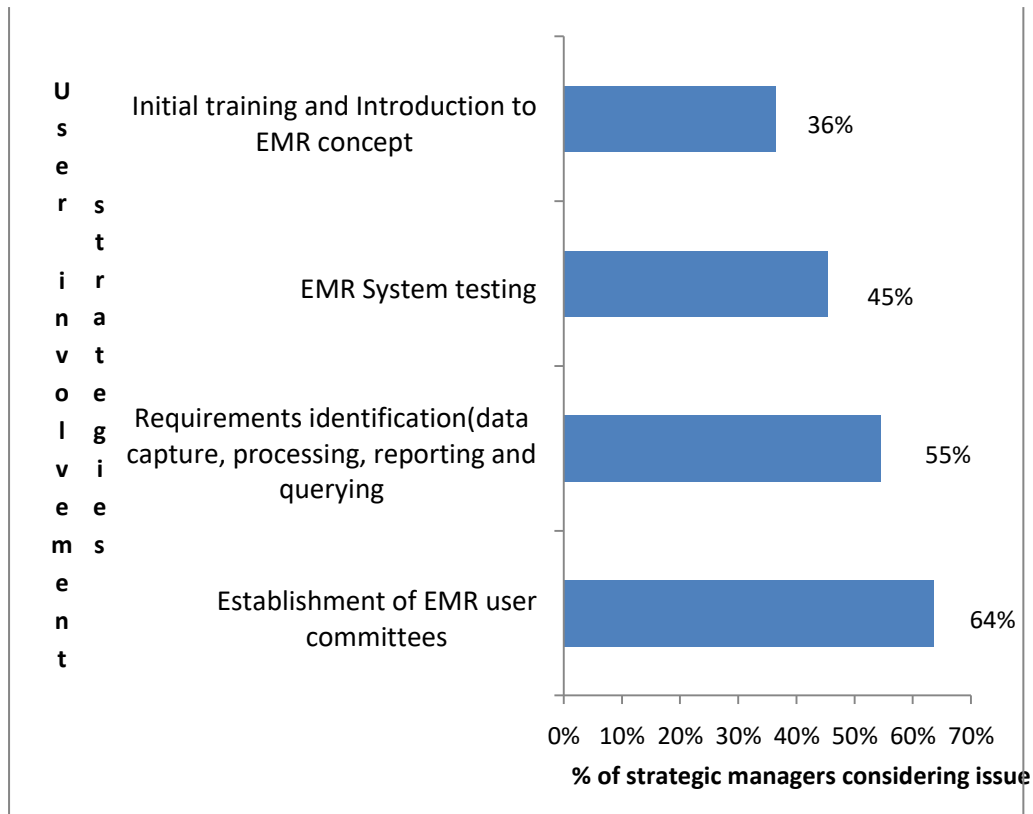 User involvement
strategies
Initial training and Introduction to
EMR concept
36%
EMR System testing
45%
Requirements identification(data
capture, processing, reporting and
querying
55%
Establishment of EMR user
committees
64%
0% 10% 20% 30% 40% 50% 60% 70%
% of strategic managers considering issue